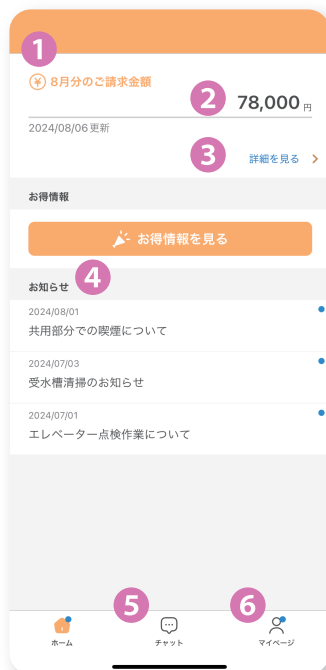 1
¥ 8月分のご請求金額
2 78,000 円
2024/08/06更新
3 詳細を見る
お得情報
お得情報を見る
お知らせ 4
2024/08/01
共用部分での喫煙について
2024/07/03
受水槽清掃のお知らせ
2024/07/01
エレベーター点検作業について
5 6
ホーム チャット マイページ